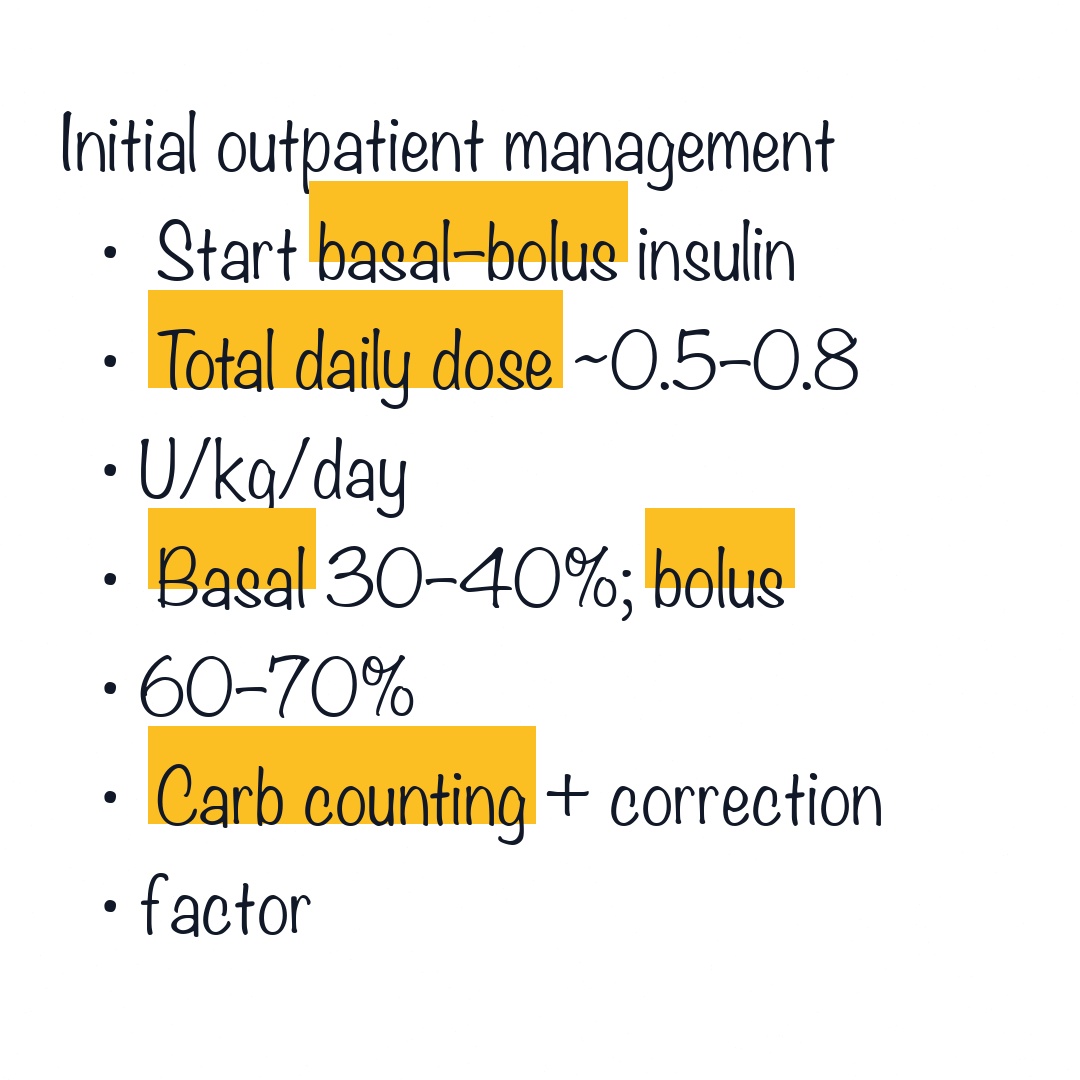 Initial outpatient management
• Start basal–bolus insulin
• Total daily dose ~0.5–0.8
• U/kg/day
• Basal 30–40%; bolus
• 60–70%
• Carb counting + correction
• factor